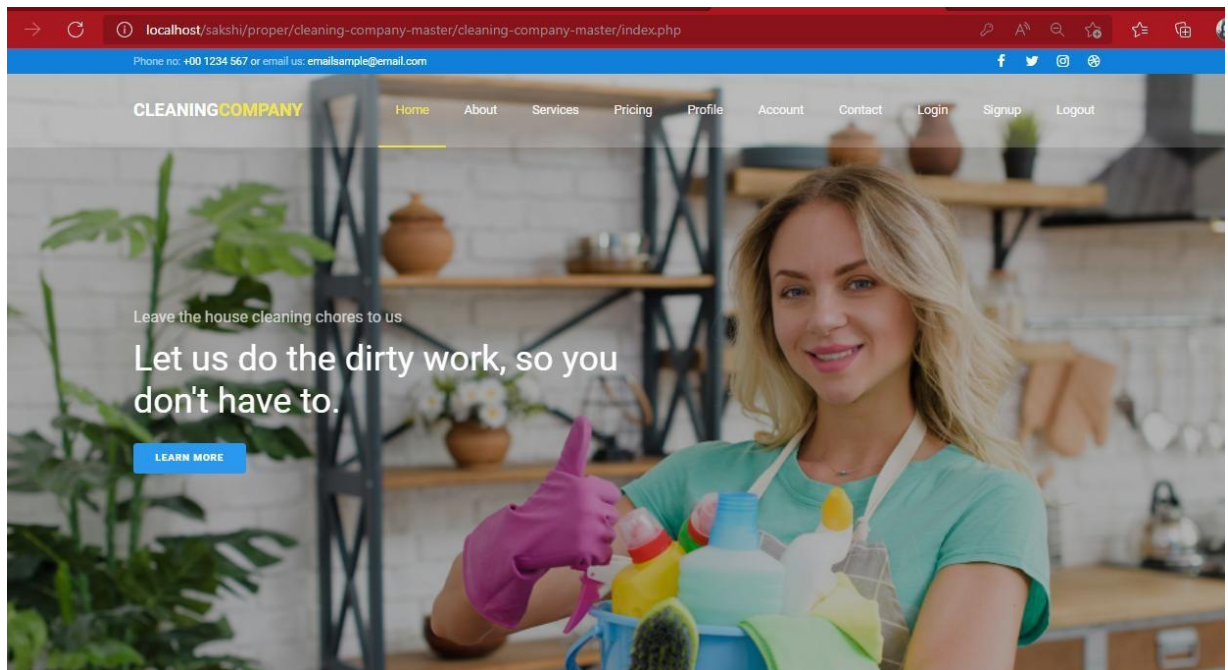 localhost/sakshi/proper/cleaning-company-master/cleaning-company-master/index.php
Phone no: +00 1234 567 or email us: emailsample@email.com
CLEANINGCOMPANY Home About Services Pricing Profile Account Contact Login Signup Logout
Leave the house cleaning chores to us
Let us do the dirty work, so you
don't have to.
LEARN MORE